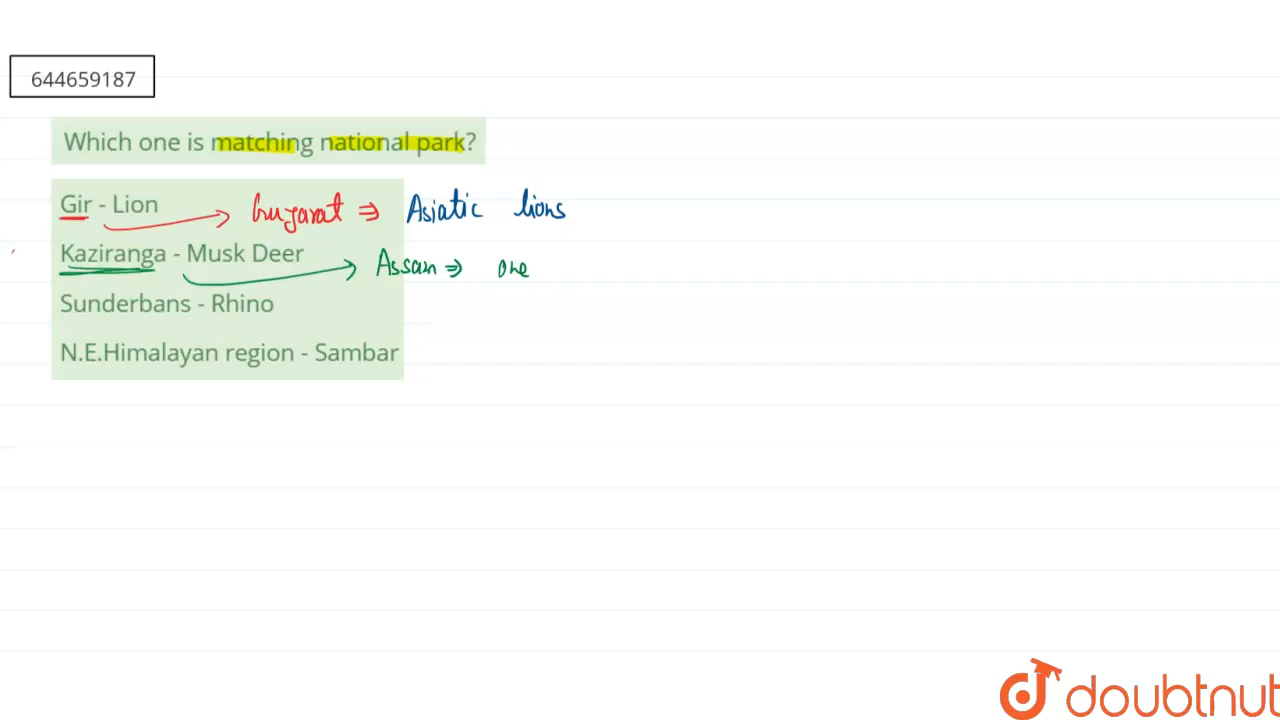 644659187
Which one is matching national park?
Gir - Lion Gujarat ⇒ Asiatic lions
Kaziranga - Musk Deer Assam ⇒ one
Sunderbans - Rhino
N.E.Himalayan region - Sambar
doubtnut